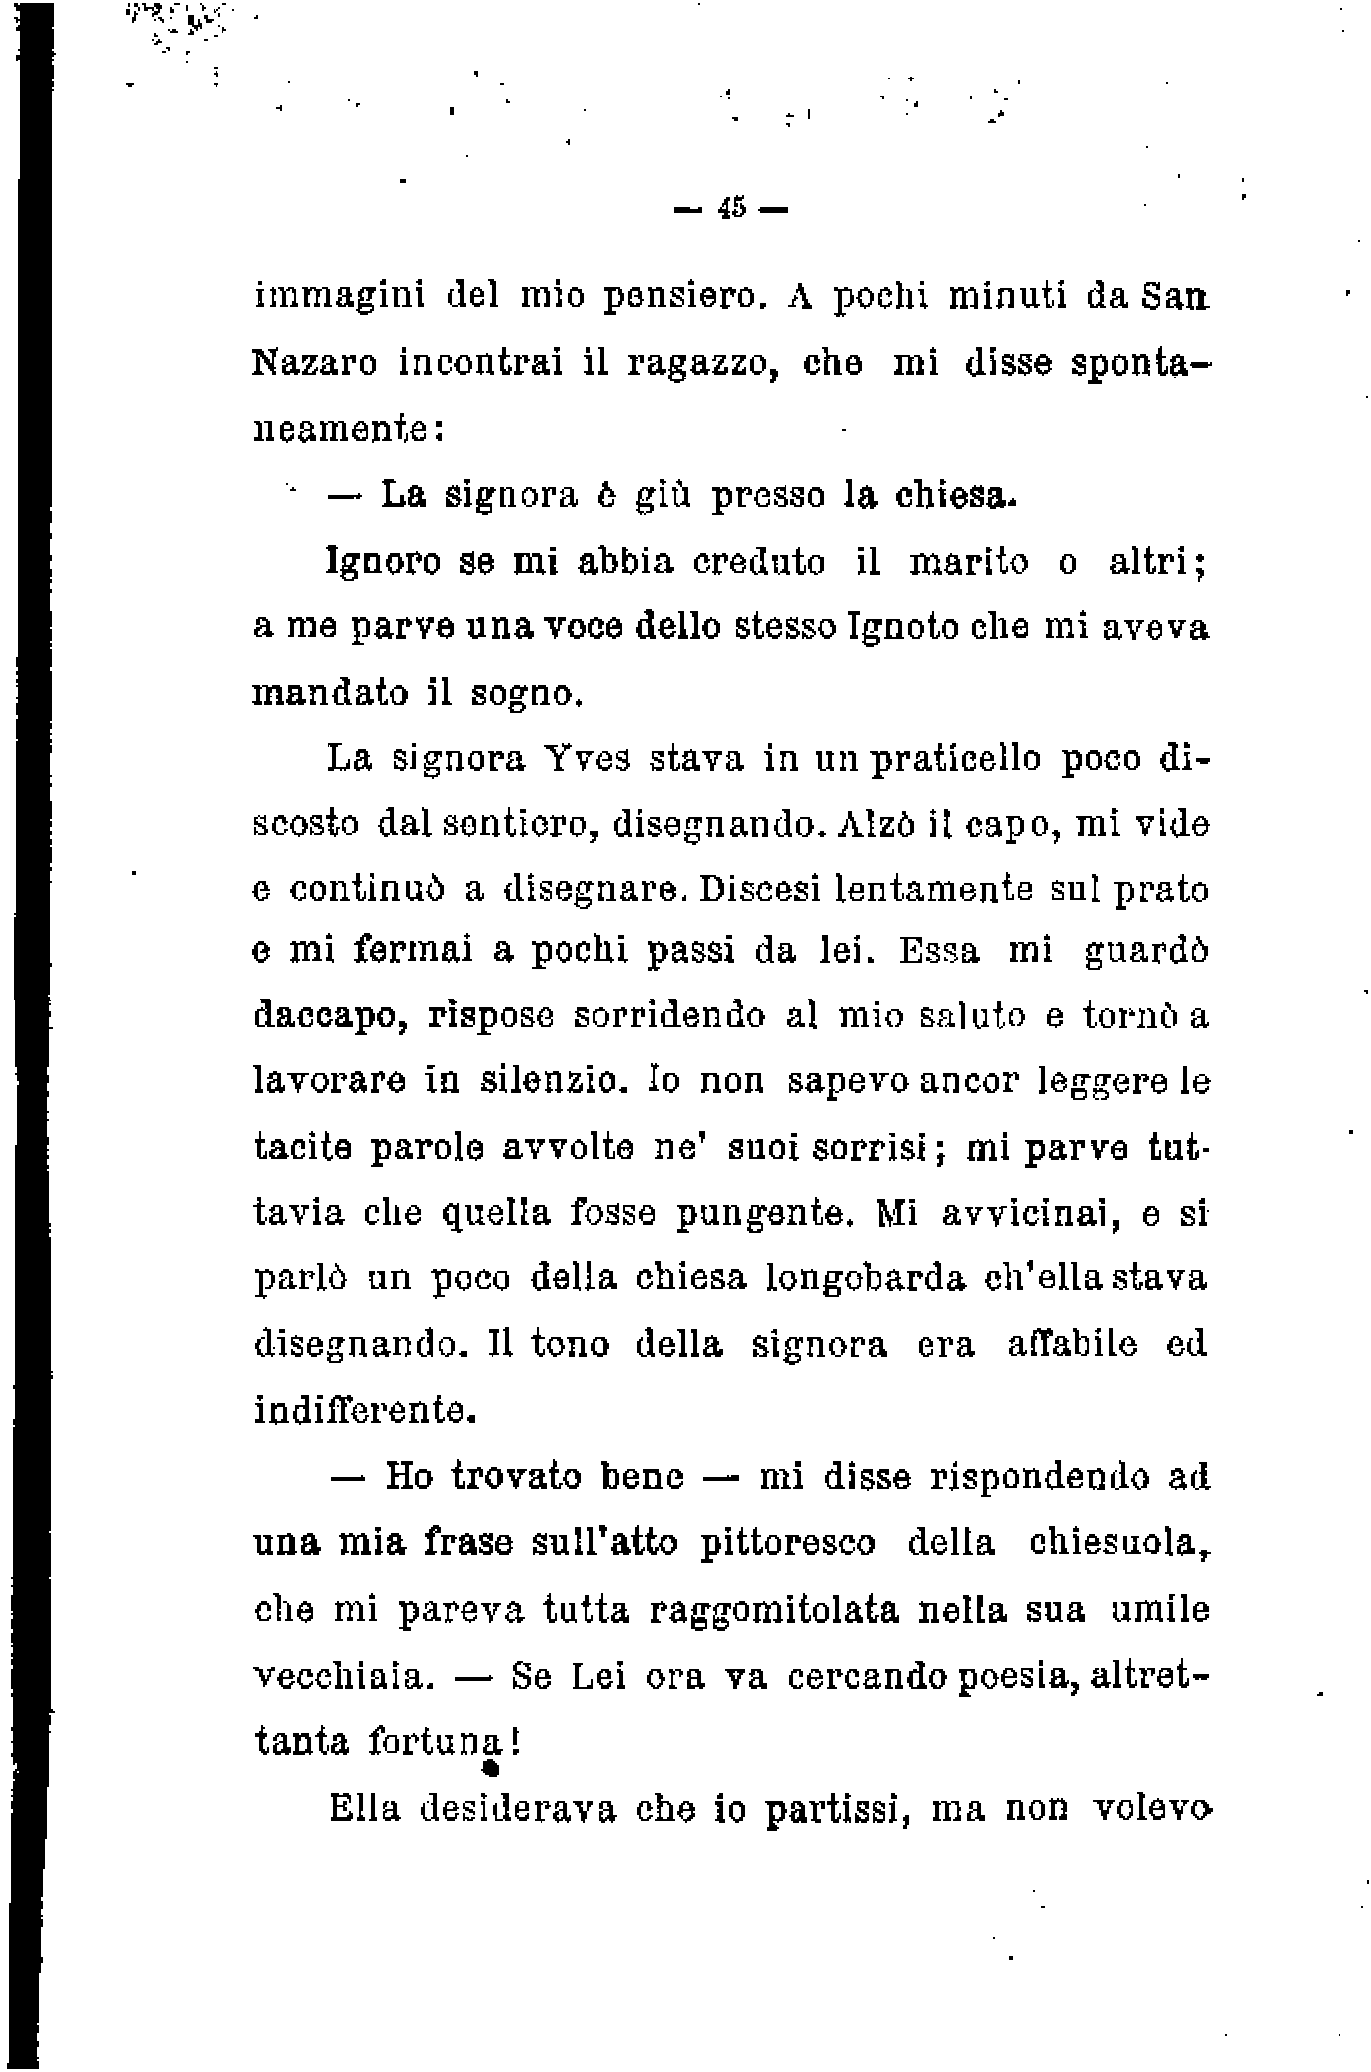 — 45 —
immagini del mio pensiero. A pochi minuti da San
Nazaro incontrai il ragazzo, che mi disse sponta-
neamente:
— La signora è giù presso la chiesa.
Ignoro se mi abbia creduto il marito o altri;
a me parve una voce dello stesso Ignoto che mi aveva
mandato il sogno.
La signora Yves stava in un praticello poco di-
scosto dal sentiero, disegnando. Alzò il capo, mi vide
e continuò a disegnare. Discesi lentamente sul prato
e mi fermai a pochi passi da lei. Essa mi guardò
daccapo, rispose sorridendo al mio saluto e tornò a
lavorare in silenzio. Io non sapevo ancor leggere le
tacite parole avvolte ne' suoi sorrisi; mi parve tut-
tavia che quella fosse pungente. Mi avvicinai, e si
parlò un poco della chiesa longobarda ch'ella stava
disegnando. Il tono della signora era affabile ed
indifferente.
— Ho trovato bene — mi disse rispondendo ad
una mia frase sull'atto pittoresco della chiesuola,
che mi pareva tutta raggomitolata nella sua umile
vecchiaia. — Se Lei ora va cercando poesia, altret-
tanta fortuna!
Ella desiderava che io partissi, ma non volevo